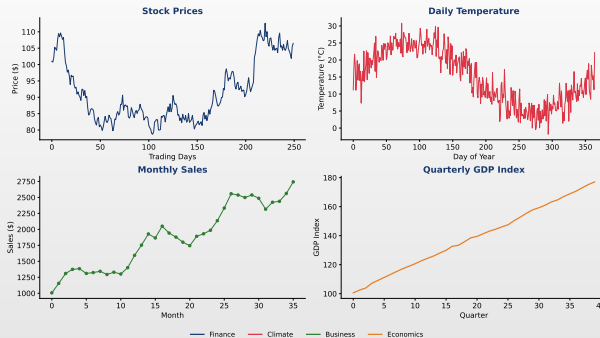 Stock Prices
Price ($)
110
105
100
95
90
85
80
0 50 100 150 200 250
Trading Days
Daily Temperature
Temperature (°C)
30
25
20
15
10
5
0
0 50 100 150 200 250 300 350
Day of Year
Monthly Sales
Sales ($)
2750
2500
2250
2000
1750
1500
1250
1000
0 5 10 15 20 25 30 35
Month
Quarterly GDP Index
GDP Index
180
160
140
120
100
0 5 10 15 20 25 30 35
Quarter
Finance Climate Business Economics